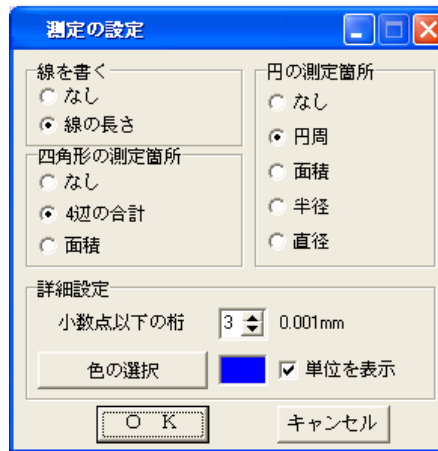 測定の設定
線を書く
なし
線の長さ
四角形の測定箇所
なし
4辺の合計
面積
円の測定箇所
なし
円周
面積
半径
直径
詳細設定
小数点以下の桁 3 0.001mm
色の選択 単位を表示
ＯＫ キャンセル